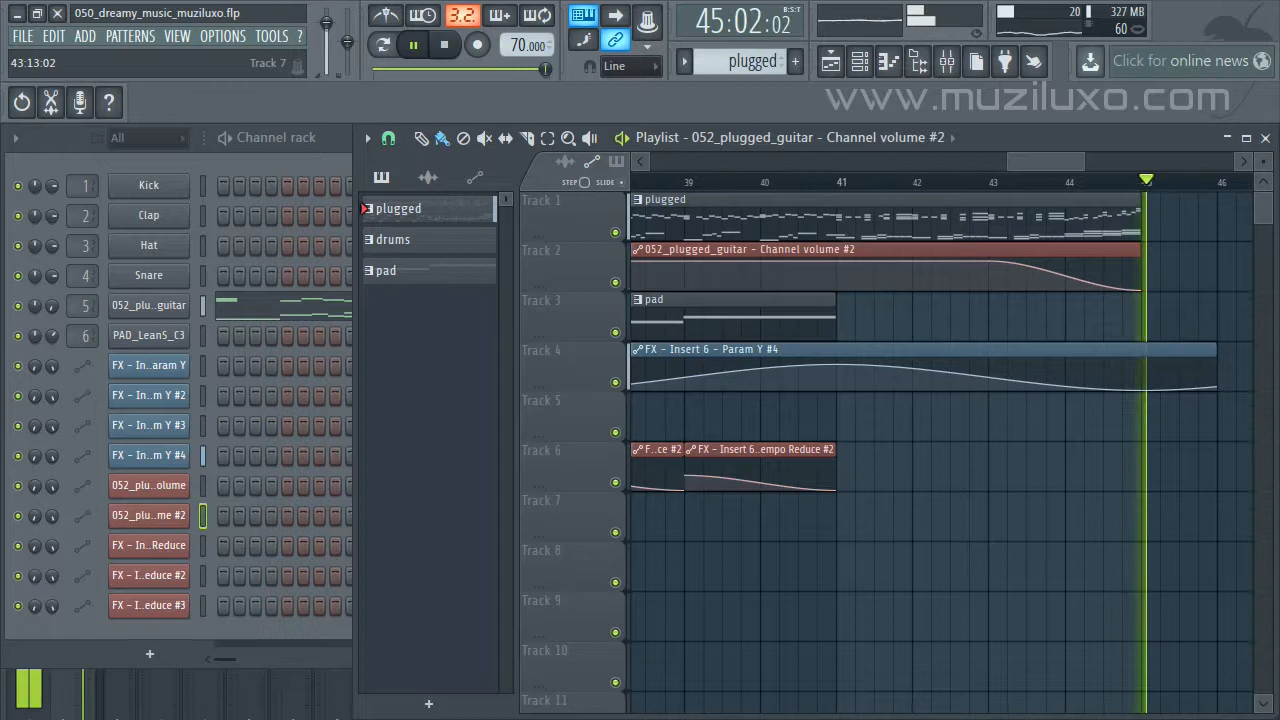 050_dreamy_music_muziluxo.flp
FILE EDIT ADD PATTERNS VIEW OPTIONS TOOLS ?
43:13:02 Track 7
3.2.
70.000
Line
45:02:02
B:S:T
plugged
20 327 MB
60
Click for online news
www.muziluxo.com
All Channel rack
Playlist - 052_plugged_guitar - Channel volume #2
STEP SLIDE
39 40 41 42 43 44 45 46
1 Kick
2 Clap
3 Hat
4 Snare
5 052_plu..guitar
6 PAD_LeanS_C3
FX - In..aram Y
FX - In..m Y #2
FX - In..m Y #3
FX - In..m Y #4
052_plu..olume
052_plu..me #2
FX - In..Reduce
FX - I..educe #2
FX - I..educe #3
plugged
drums
pad
Track 1 plugged
Track 2 052_plugged_guitar - Channel volume #2
Track 3 pad
Track 4 FX - Insert 6 - Param Y #4
Track 5
Track 6 F..ce #2 FX - Insert 6..empo Reduce #2
Track 7
Track 8
Track 9
Track 10
Track 11